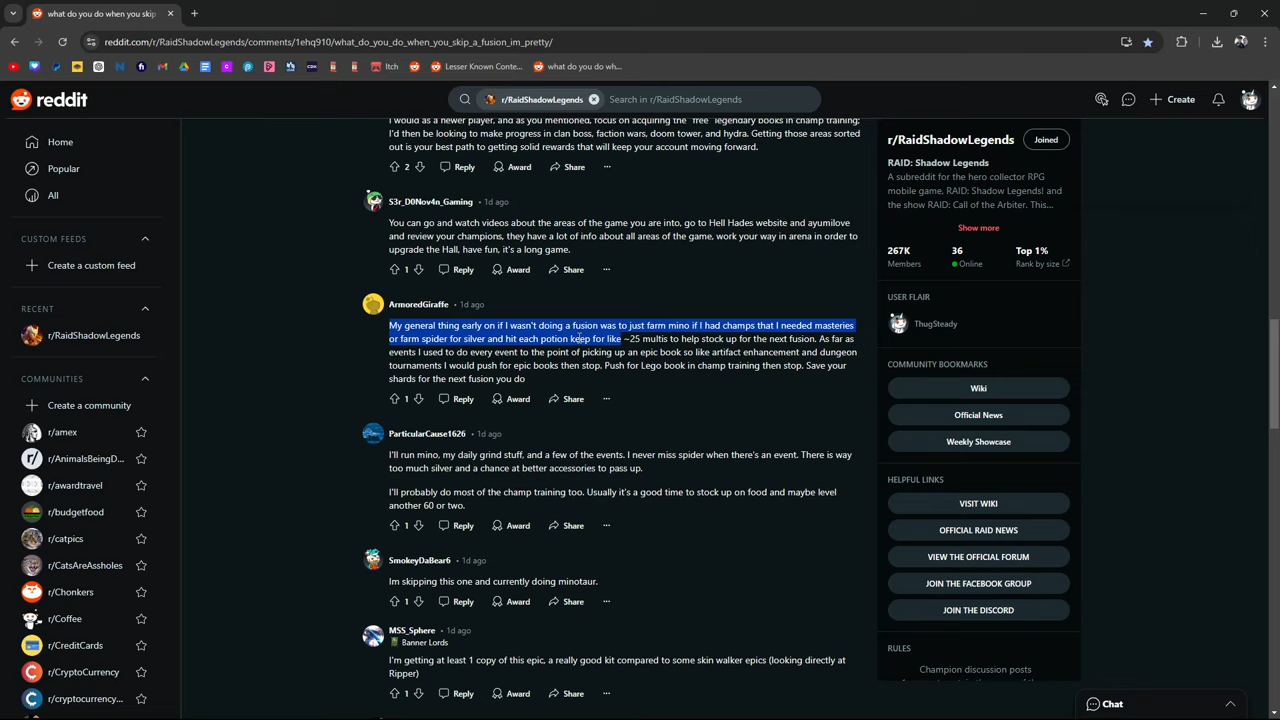 what do you do when you skip
reddit.com/r/RaidShadowLegends/comments/1ehq910/what_do_you_do_when_you_skip_a_fusion_im_pretty/
Itch
Lesser Known Conte...
what do you do wh...
reddit
r/RaidShadowLegends
Search in r/RaidShadowLegends
Create
Home
Popular
All
CUSTOM FEEDS
Create a custom feed
RECENT
r/RaidShadowLegends
COMMUNITIES
Create a community
r/amex
r/AnimalsBeingD...
r/awardtravel
r/budgetfood
r/catpics
r/CatsAreAssholes
r/Chonkers
r/Coffee
r/CreditCards
r/CryptoCurrency
r/cryptocurrency...
I would as a newer player, and as you mentioned, focus on acquiring the "free" legendary books in champ training;
I'd then be looking to make progress in clan boss, faction wars, doom tower, and hydra. Getting those areas sorted
out is your best path to getting solid rewards that will keep your account moving forward.
2 Reply Award Share ...
S3r_D0Nov4n_Gaming • 1d ago
You can go and watch videos about the areas of the game you are into, go to Hell Hades website and ayumilove
and review your champions, they have a lot of info about all areas of the game, work your way in arena in order to
upgrade the Hall, have fun, it's a long game.
1 Reply Award Share ...
ArmoredGiraffe • 1d ago
My general thing early on if I wasn't doing a fusion was to just farm mino if I had champs that I needed masteries
or farm spider for silver and hit each potion keep for like ~25 multis to help stock up for the next fusion. As far as
events I used to do every event to the point of picking up an epic book so like artifact enhancement and dungeon
tournaments I would push for epic books then stop. Push for Lego book in champ training then stop. Save your
shards for the next fusion you do
1 Reply Award Share ...
ParticularCause1626 • 1d ago
I'll run mino, my daily grind stuff, and a few of the events. I never miss spider when there's an event. There is way
too much silver and a chance at better accessories to pass up.
I'll probably do most of the champ training too. Usually it's a good time to stock up on food and maybe level
another 60 or two.
1 Reply Award Share ...
SmokeyDaBear6 • 1d ago
Im skipping this one and currently doing minotaur.
1 Reply Award Share ...
MSS_Sphere • 1d ago
Banner Lords
I'm getting at least 1 copy of this epic, a really good kit compared to some skin walker epics (looking directly at
Ripper)
1 Reply Award Share ...
r/RaidShadowLegends
Joined
RAID: Shadow Legends
A subreddit for the hero collector RPG
mobile game, RAID: Shadow Legends! and
the show RAID: Call of the Arbiter. This...
Show more
267K 36 Top 1%
Members Online Rank by size
USER FLAIR
ThugSteady
COMMUNITY BOOKMARKS
Wiki
Official News
Weekly Showcase
HELPFUL LINKS
VISIT WIKI
OFFICIAL RAID NEWS
VIEW THE OFFICIAL FORUM
JOIN THE FACEBOOK GROUP
JOIN THE DISCORD
RULES
Champion discussion posts
Chat